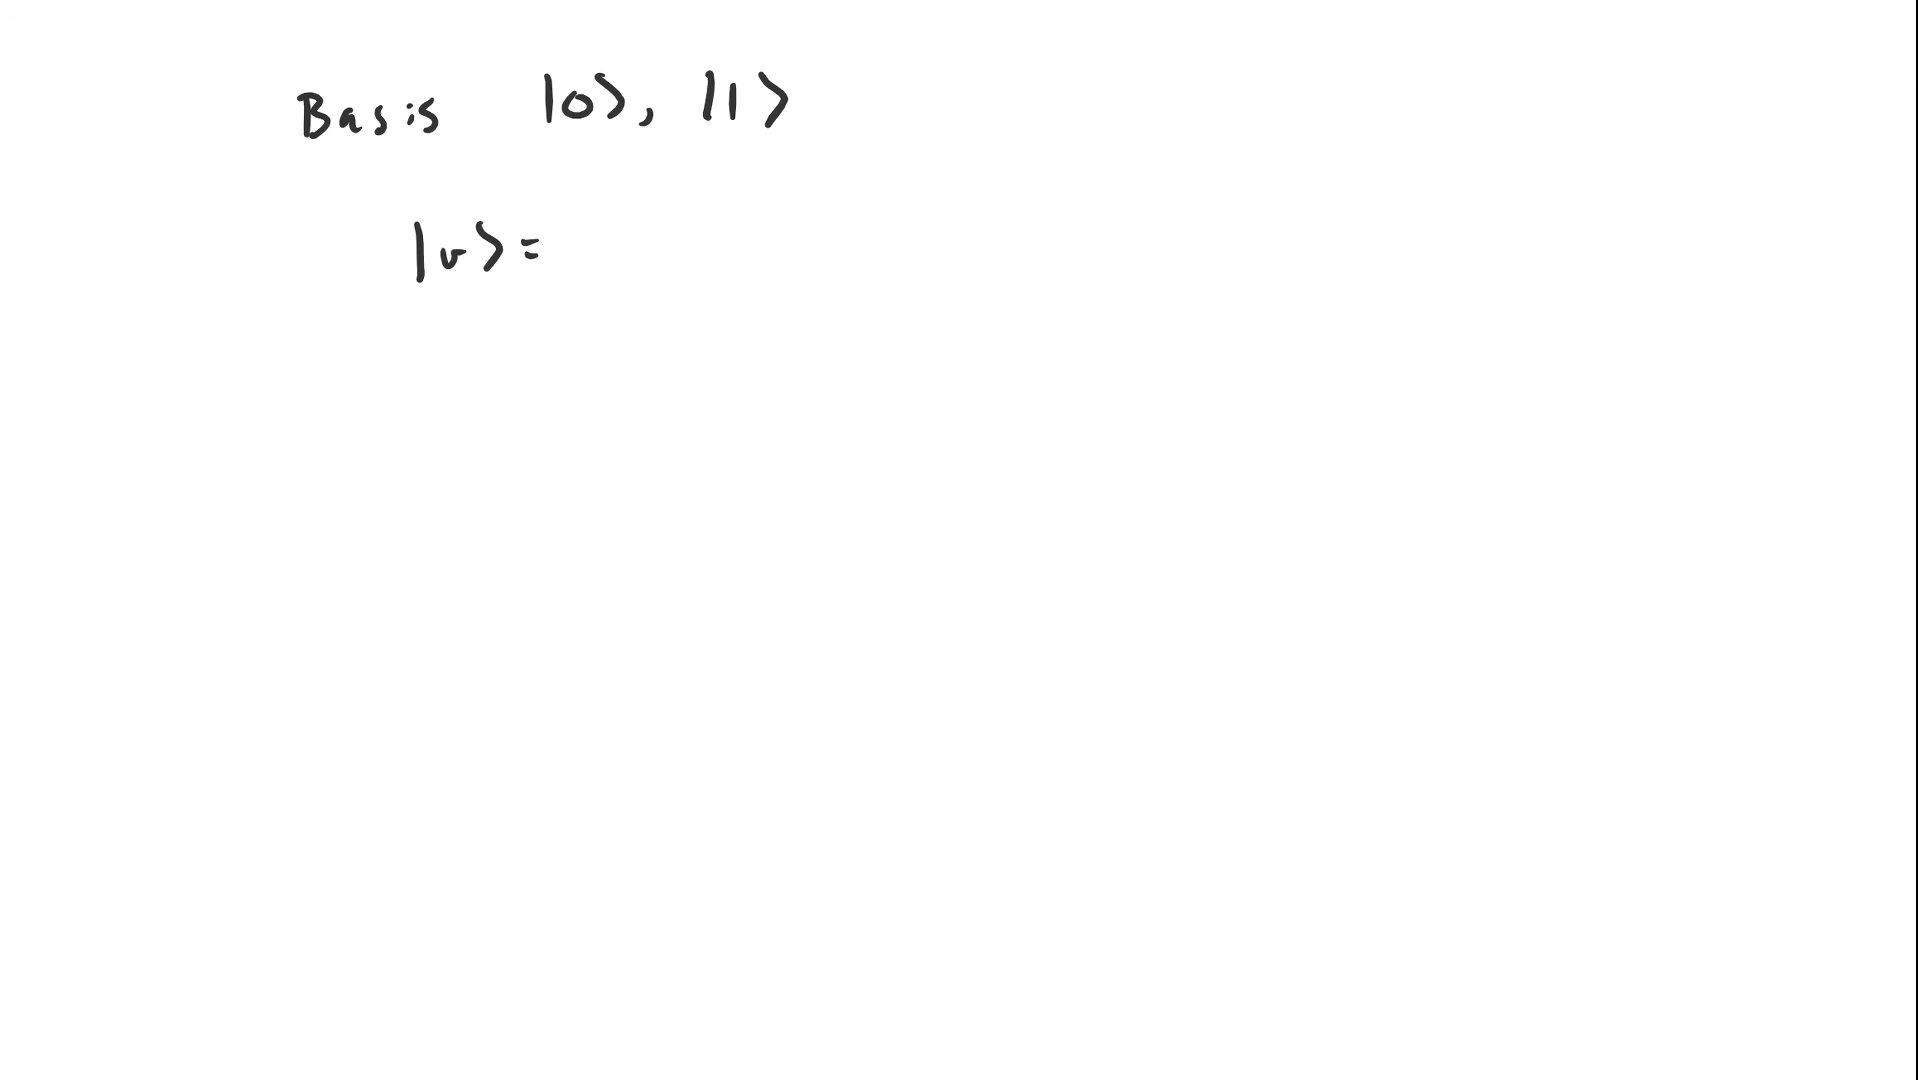 Basis |0>, |1>
|v> =